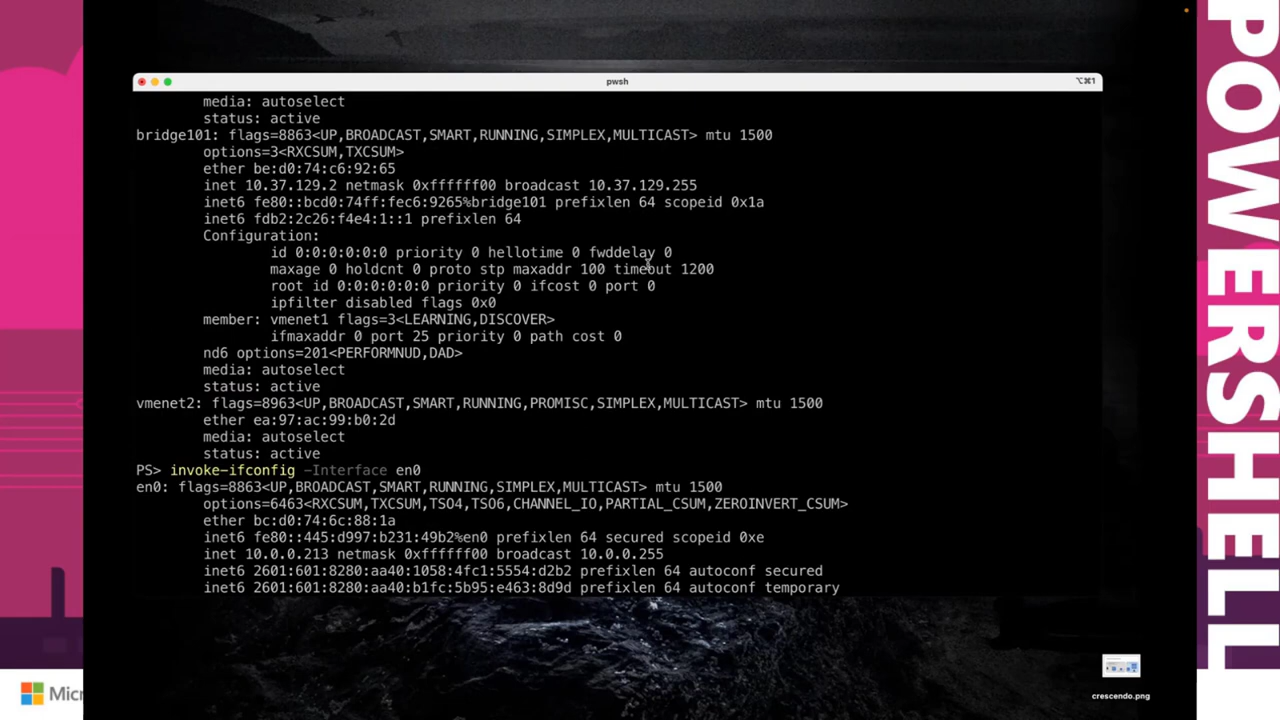 pwsh
⌥⌘1
media: autoselect
status: active
bridge101: flags=8863<UP,BROADCAST,SMART,RUNNING,SIMPLEX,MULTICAST> mtu 1500
options=3<RXCSUM,TXCSUM>
ether be:d0:74:c6:92:65
inet 10.37.129.2 netmask 0xffffff00 broadcast 10.37.129.255
inet6 fe80::bcd0:74ff:fec6:9265%bridge101 prefixlen 64 scopeid 0x1a
inet6 fdb2:2c26:f4e4:1::1 prefixlen 64
Configuration:
id 0:0:0:0:0:0 priority 0 hellotime 0 fwddelay 0
maxage 0 holdcnt 0 proto stp maxaddr 100 timeout 1200
root id 0:0:0:0:0:0 priority 0 ifcost 0 port 0
ipfilter disabled flags 0x0
member: vmenet1 flags=3<LEARNING,DISCOVER>
ifmaxaddr 0 port 25 priority 0 path cost 0
nd6 options=201<PERFORMNUD,DAD>
media: autoselect
status: active
vmenet2: flags=8963<UP,BROADCAST,SMART,RUNNING,PROMISC,SIMPLEX,MULTICAST> mtu 1500
ether ea:97:ac:99:b0:2d
media: autoselect
status: active
PS> invoke-ifconfig -Interface en0
en0: flags=8863<UP,BROADCAST,SMART,RUNNING,SIMPLEX,MULTICAST> mtu 1500
options=6463<RXCSUM,TXCSUM,TSO4,TSO6,CHANNEL_IO,PARTIAL_CSUM,ZEROINVERT_CSUM>
ether bc:d0:74:6c:88:1a
inet6 fe80::445:d997:b231:49b2%en0 prefixlen 64 secured scopeid 0xe
inet 10.0.0.213 netmask 0xffffff00 broadcast 10.0.0.255
inet6 2601:601:8280:aa40:1058:4fc1:5554:d2b2 prefixlen 64 autoconf secured
inet6 2601:601:8280:aa40:b1fc:5b95:e463:8d9d prefixlen 64 autoconf temporary
crescendo.png
Micr
POWERSHELL